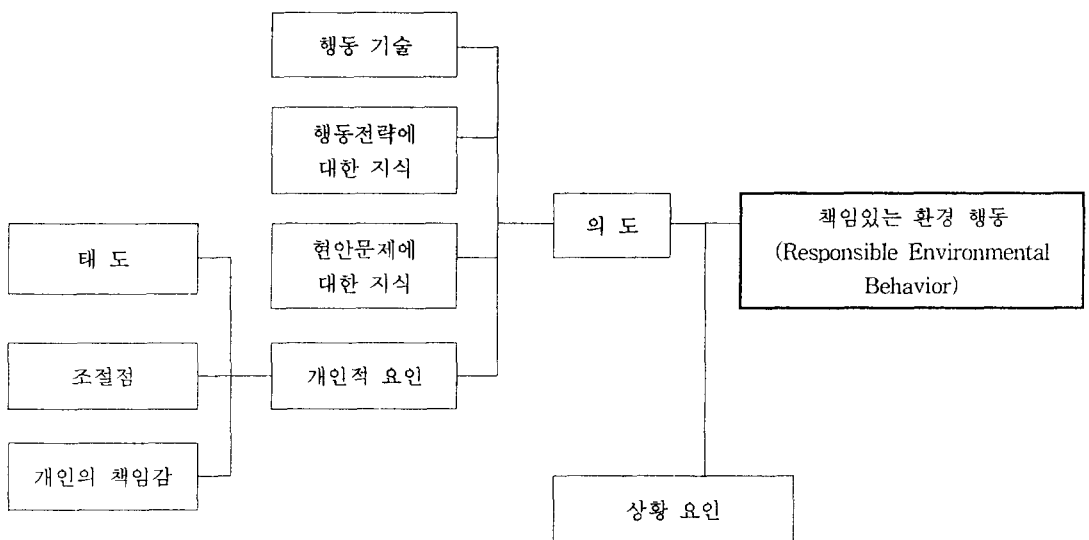 행동 기술
행동전략에
대한 지식
현안문제에
대한 지식
의 도
책임있는 환경 행동
(Responsible Environmental
Behavior)
태 도
조절점
개인적 요인
개인의 책임감
상황 요인